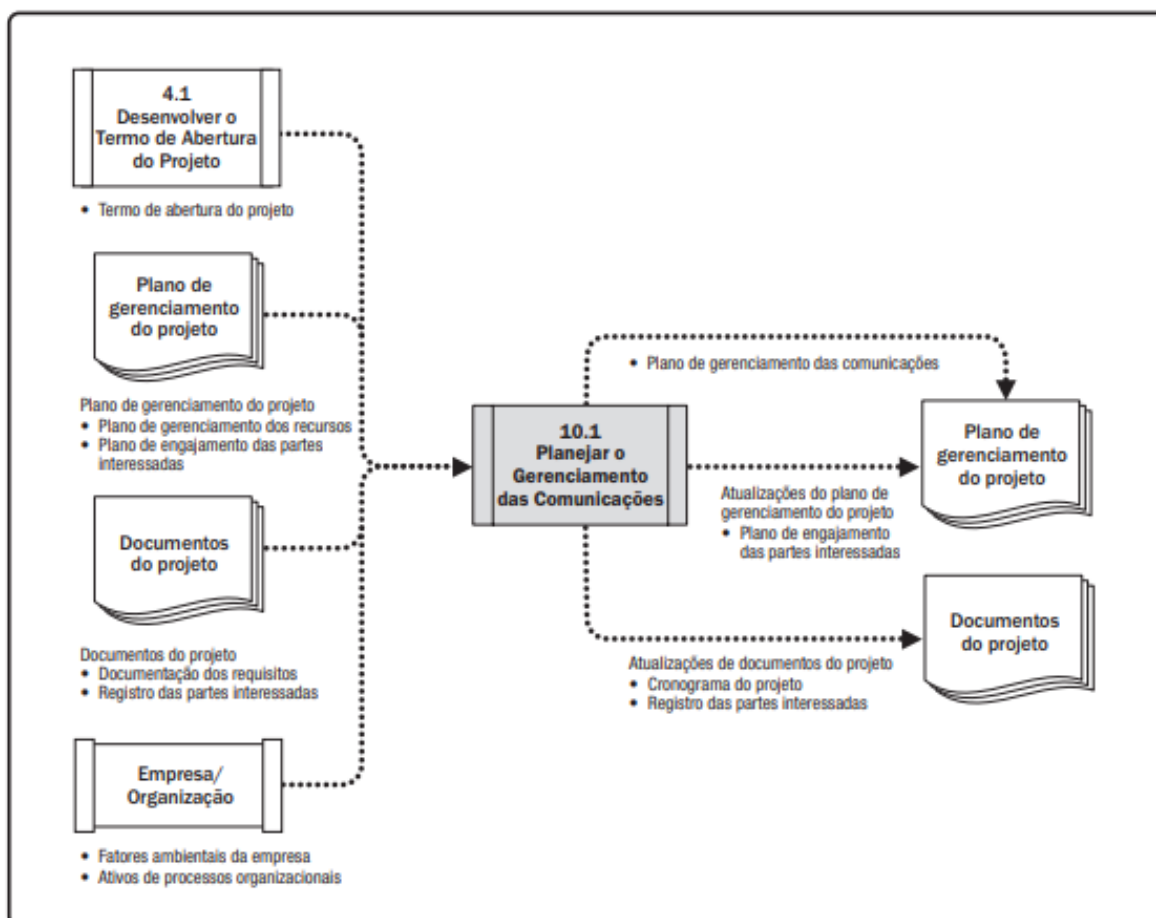 4.1
Desenvolver o
Termo de Abertura
do Projeto
• Termo de abertura do projeto
Plano de
gerenciamento
do projeto
Plano de gerenciamento do projeto
• Plano de gerenciamento dos recursos
• Plano de engajamento das partes
interessadas
Documentos
do projeto
Documentos do projeto
• Documentação dos requisitos
• Registro das partes interessadas
Empresa/
Organização
• Fatores ambientais da empresa
• Ativos de processos organizacionais
10.1
Planejar o
Gerenciamento
das Comunicações
• Plano de gerenciamento das comunicações
Atualizações do plano de
gerenciamento do projeto
• Plano de engajamento
das partes interessadas
Atualizações de documentos do projeto
• Cronograma do projeto
• Registro das partes interessadas
Plano de
gerenciamento
do projeto
Documentos
do projeto